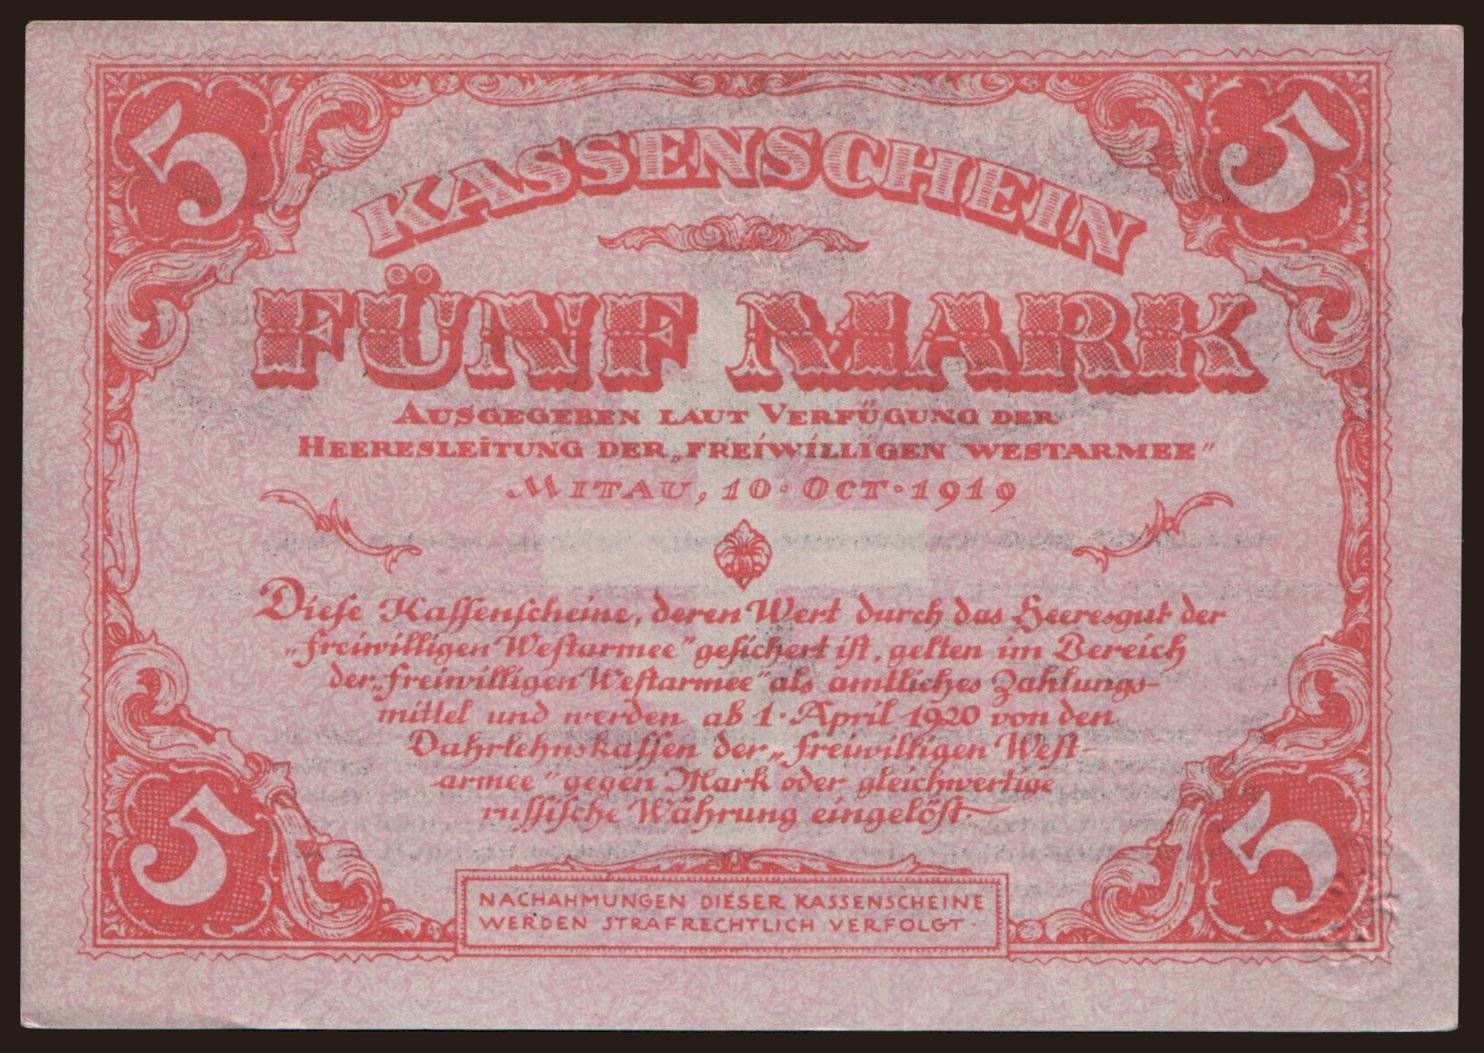 5 5
KASSENSCHEIN
FÜNF MARK
AUSGEGEBEN LAUT VERFÜGUNG DER
HEERESLEITUNG DER „FREIWILLIGEN WESTARMEE"
MITAU, 10. OCT. 1919
Diese Kassenscheine, deren Wert durch das Heeresgut der
„freiwilligen Westarmee" gesichert ist, gelten im Bereich
der „freiwilligen Westarmee" als amtliches Zahlungs-
mittel und werden ab 1. April 1920 von den
Dahrlehnskassen der „freiwilligen West-
armee" gegen Mark oder gleichwertige
russische Währung eingelöst.
5 5
NACHAHMUNGEN DIESER KASSENSCHEINE
WERDEN STRAFRECHTLICH VERFOLGT.